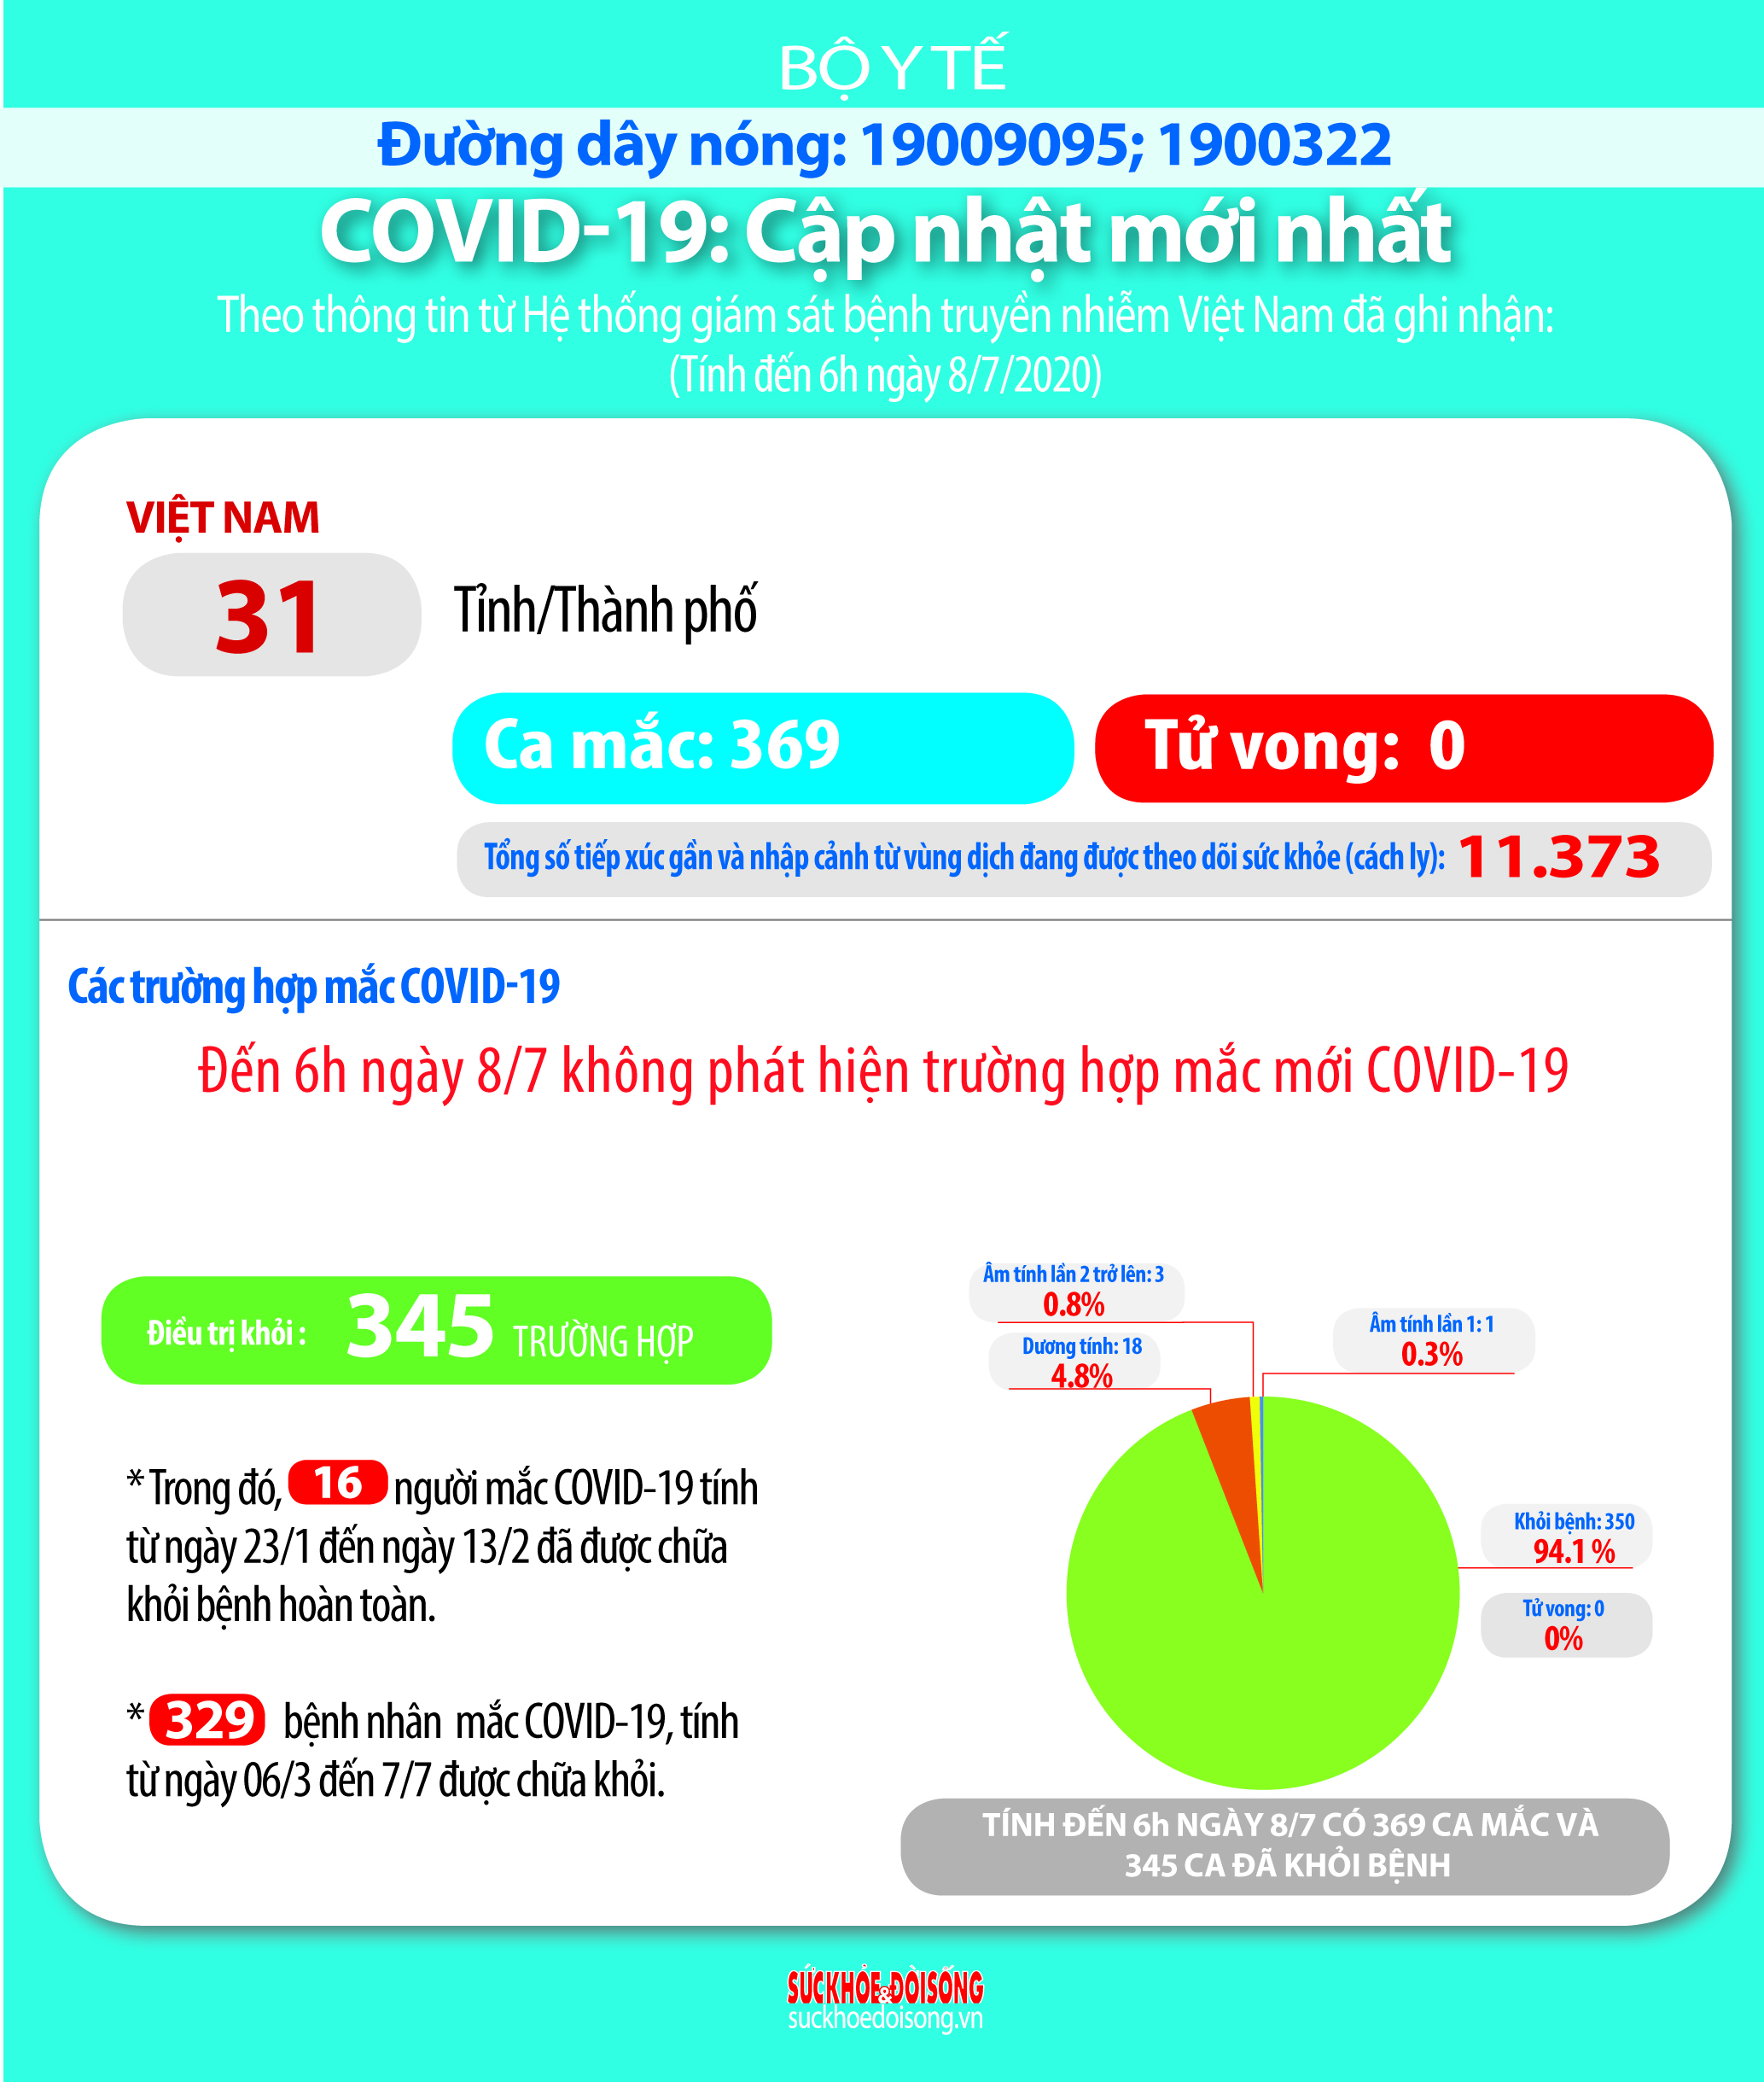 BỘ Y TẾ
Đường dây nóng: 19009095; 1900322
COVID-19: Cập nhật mới nhất
Theo thông tin từ Hệ thống giám sát bệnh truyền nhiễm Việt Nam đã ghi nhận:
(Tính đến 6h ngày 8/7/2020)
VIỆT NAM
31 Tỉnh/Thành phố
Ca mắc: 369
Tử vong: 0
Tổng số tiếp xúc gần và nhập cảnh từ vùng dịch đang được theo dõi sức khỏe (cách ly): 11.373
Các trường hợp mắc COVID-19
Đến 6h ngày 8/7 không phát hiện trường hợp mắc mới COVID-19
Điều trị khỏi : 345 TRƯỜNG HỢP
* Trong đó, 16 người mắc COVID-19 tính
từ ngày 23/1 đến ngày 13/2 đã được chữa
khỏi bệnh hoàn toàn.
* 329 bệnh nhân mắc COVID-19, tính
từ ngày 06/3 đến 7/7 được chữa khỏi.
Âm tính lần 2 trở lên: 3
0.8%
Dương tính: 18
4.8%
Âm tính lần 1: 1
0.3%
Khỏi bệnh: 350
94.1 %
Tử vong: 0
0%
TÍNH ĐẾN 6h NGÀY 8/7 CÓ 369 CA MẮC VÀ
345 CA ĐÃ KHỎI BỆNH
SỨC KHỎE & ĐỜI SỐNG
suckhoedoisong.vn